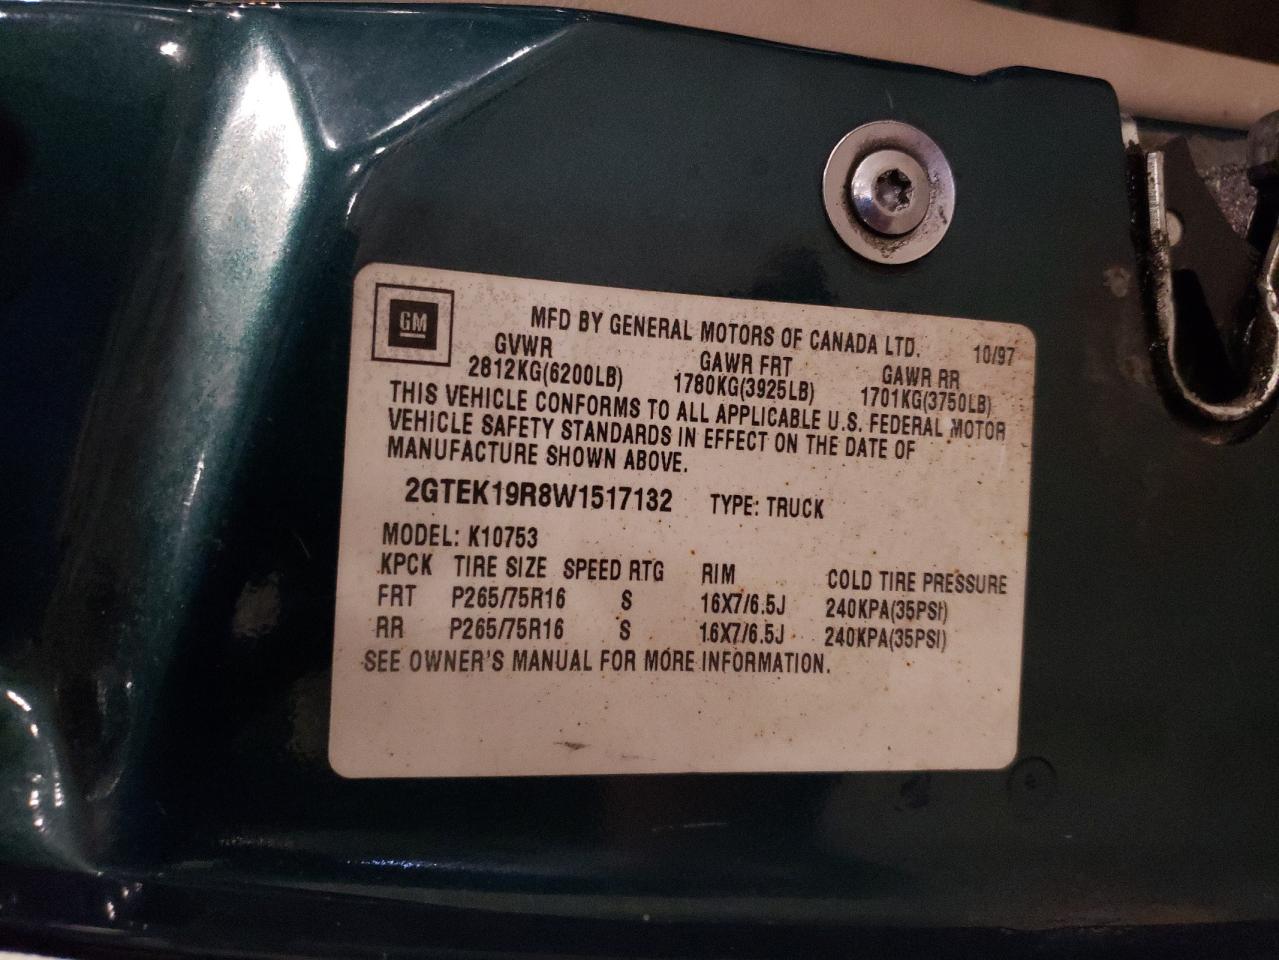 GM
MFD BY GENERAL MOTORS OF CANADA LTD. 10/97
GVWR GAWR FRT GAWR RR
2812KG(6200LB) 1780KG(3925LB) 1701KG(3750LB)
THIS VEHICLE CONFORMS TO ALL APPLICABLE U.S. FEDERAL MOTOR
VEHICLE SAFETY STANDARDS IN EFFECT ON THE DATE OF
MANUFACTURE SHOWN ABOVE.
2GTEK19R8W1517132 TYPE: TRUCK
MODEL: K10753
KPCK TIRE SIZE SPEED RTG RIM COLD TIRE PRESSURE
FRT P265/75R16 S 16X7/6.5J 240KPA(35PSI)
RR P265/75R16 S 16X7/6.5J 240KPA(35PSI)
SEE OWNER'S MANUAL FOR MORE INFORMATION.